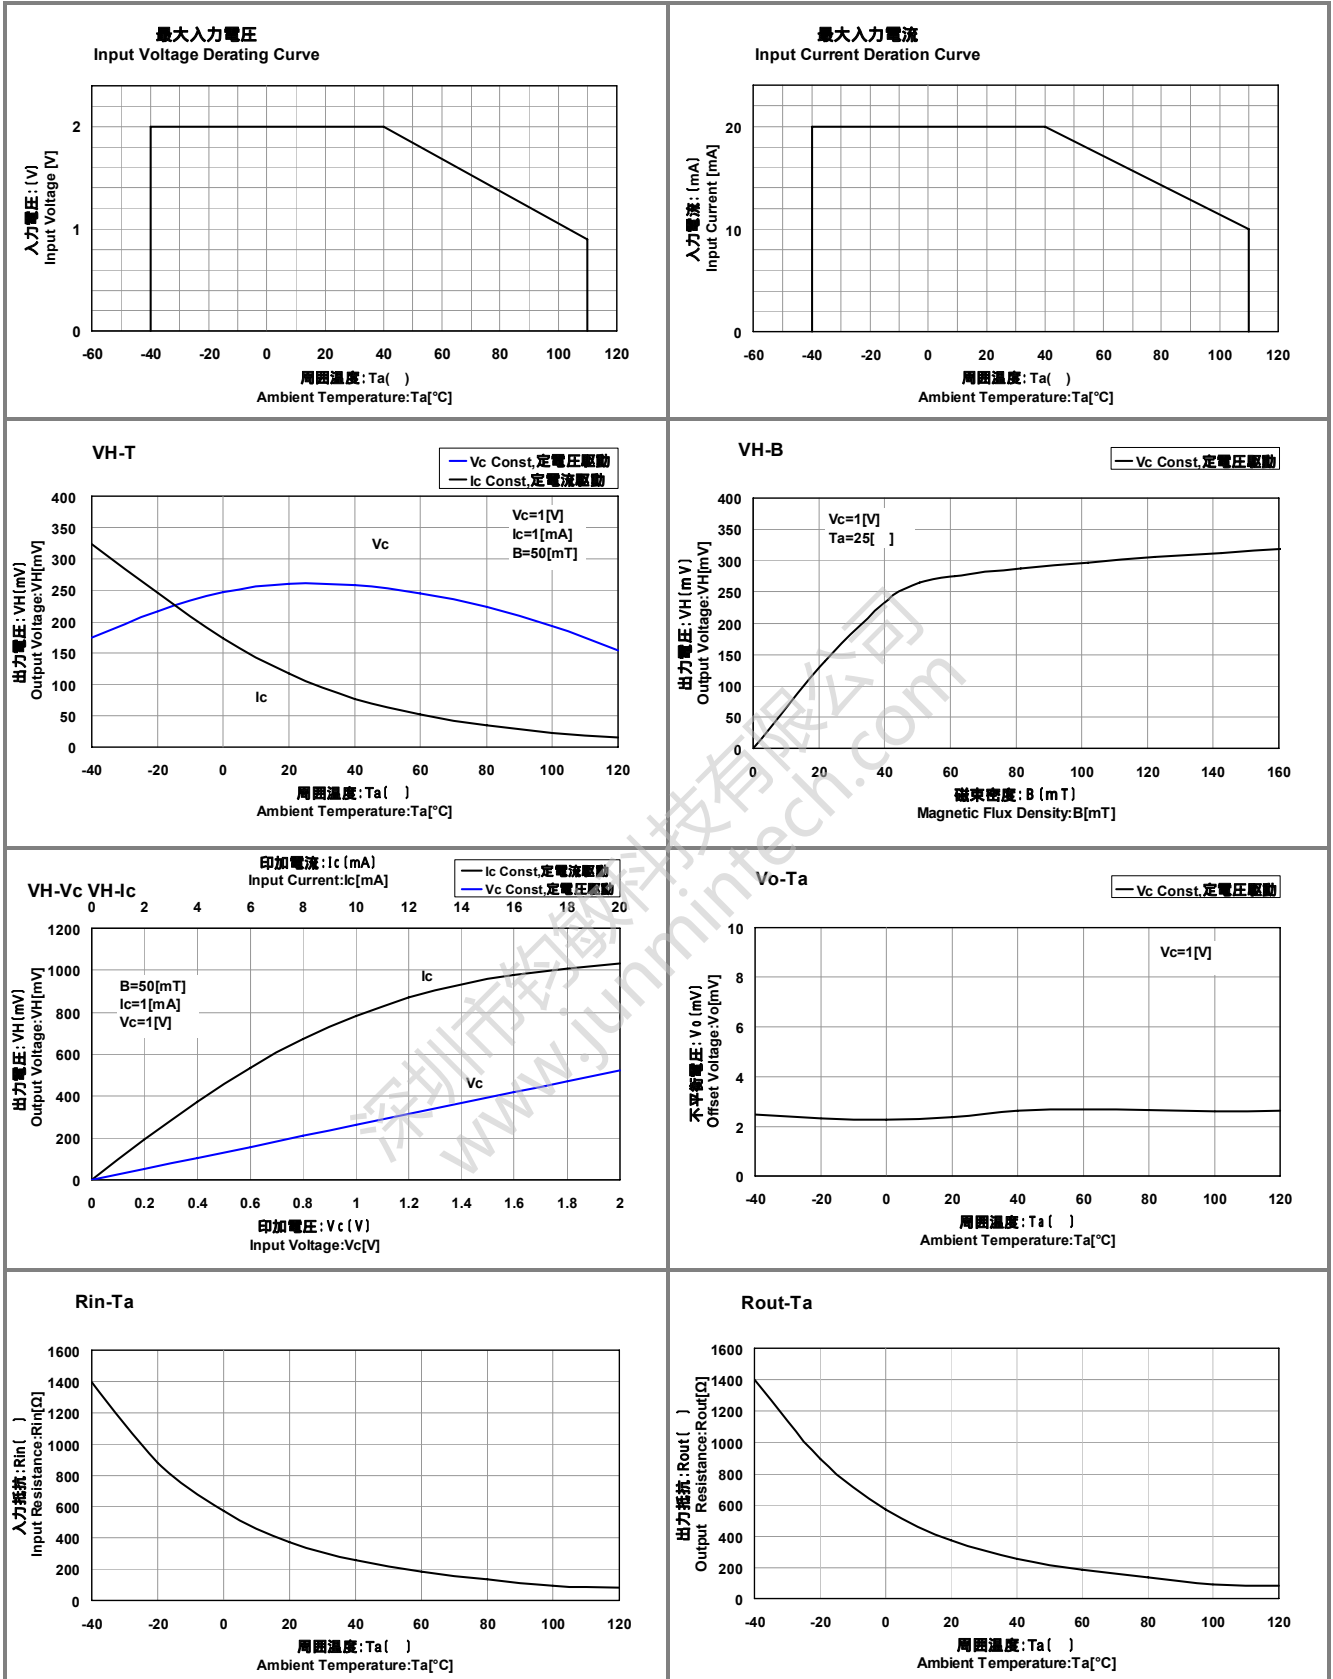 最大入力電圧
Input Voltage Derating Curve
2
1
0
-60 -40 -20 0 20 40 60 80 100 120
入力電圧: (V)
Input Voltage [V]
周囲温度: Ta( )
Ambient Temperature:Ta[°C]
最大入力電流
Input Current Deration Curve
20
10
0
-60 -40 -20 0 20 40 60 80 100 120
入力電流: (mA)
Input Current [mA]
周囲温度: Ta( )
Ambient Temperature:Ta[°C]
VH-T
Vc Const,定電圧駆動
Ic Const,定電流駆動
400
350
300
250
200
150
100
50
0
Vc=1[V]
Ic=1[mA]
B=50[mT]
Vc
Ic
-40 -20 0 20 40 60 80 100 120
出力電圧: VH(mV)
Output Voltage:VH[mV]
周囲温度: Ta( )
Ambient Temperature:Ta[°C]
VH-B
Vc Const,定電圧駆動
400
350
300
250
200
150
100
50
0
Vc=1[V]
Ta=25[ ]
0 20 40 60 80 100 120 140 160
出力電圧: VH(mV)
Output Voltage:VH[mV]
磁束密度: B(mT)
Magnetic Flux Density:B[mT]
印加電流: Ic(mA)
Input Current:Ic[mA]
Ic Const,定電流駆動
Vc Const,定電圧駆動
VH-Vc VH-Ic
0 2 4 6 8 10 12 14 16 18 20
1200
1000
800
600
400
200
0
B=50[mT]
Ic=1[mA]
Vc=1[V]
Ic
Vc
0 0.2 0.4 0.6 0.8 1 1.2 1.4 1.6 1.8 2
出力電圧: VH(mV)
Output Voltage:VH[mV]
印加電圧: Vc(V)
Input Voltage:Vc[V]
Vo-Ta
Vc Const,定電圧駆動
10
8
6
4
2
0
Vc=1[V]
-40 -20 0 20 40 60 80 100 120
不平衡電圧: Vo(mV)
Offset Voltage:Vo[mV]
周囲温度: Ta( )
Ambient Temperature:Ta[°C]
Rin-Ta
1600
1400
1200
1000
800
600
400
200
0
-40 -20 0 20 40 60 80 100 120
入力抵抗: Rin( )
Input Resistance:Rin[Ω]
周囲温度: Ta( )
Ambient Temperature:Ta[°C]
Rout-Ta
1600
1400
1200
1000
800
600
400
200
0
-40 -20 0 20 40 60 80 100 120
出力抵抗: Rout( )
Output Resistance:Rout[Ω]
周囲温度: Ta( )
Ambient Temperature:Ta[°C]
深圳市钧敏科技有限公司
www.junmintech.com